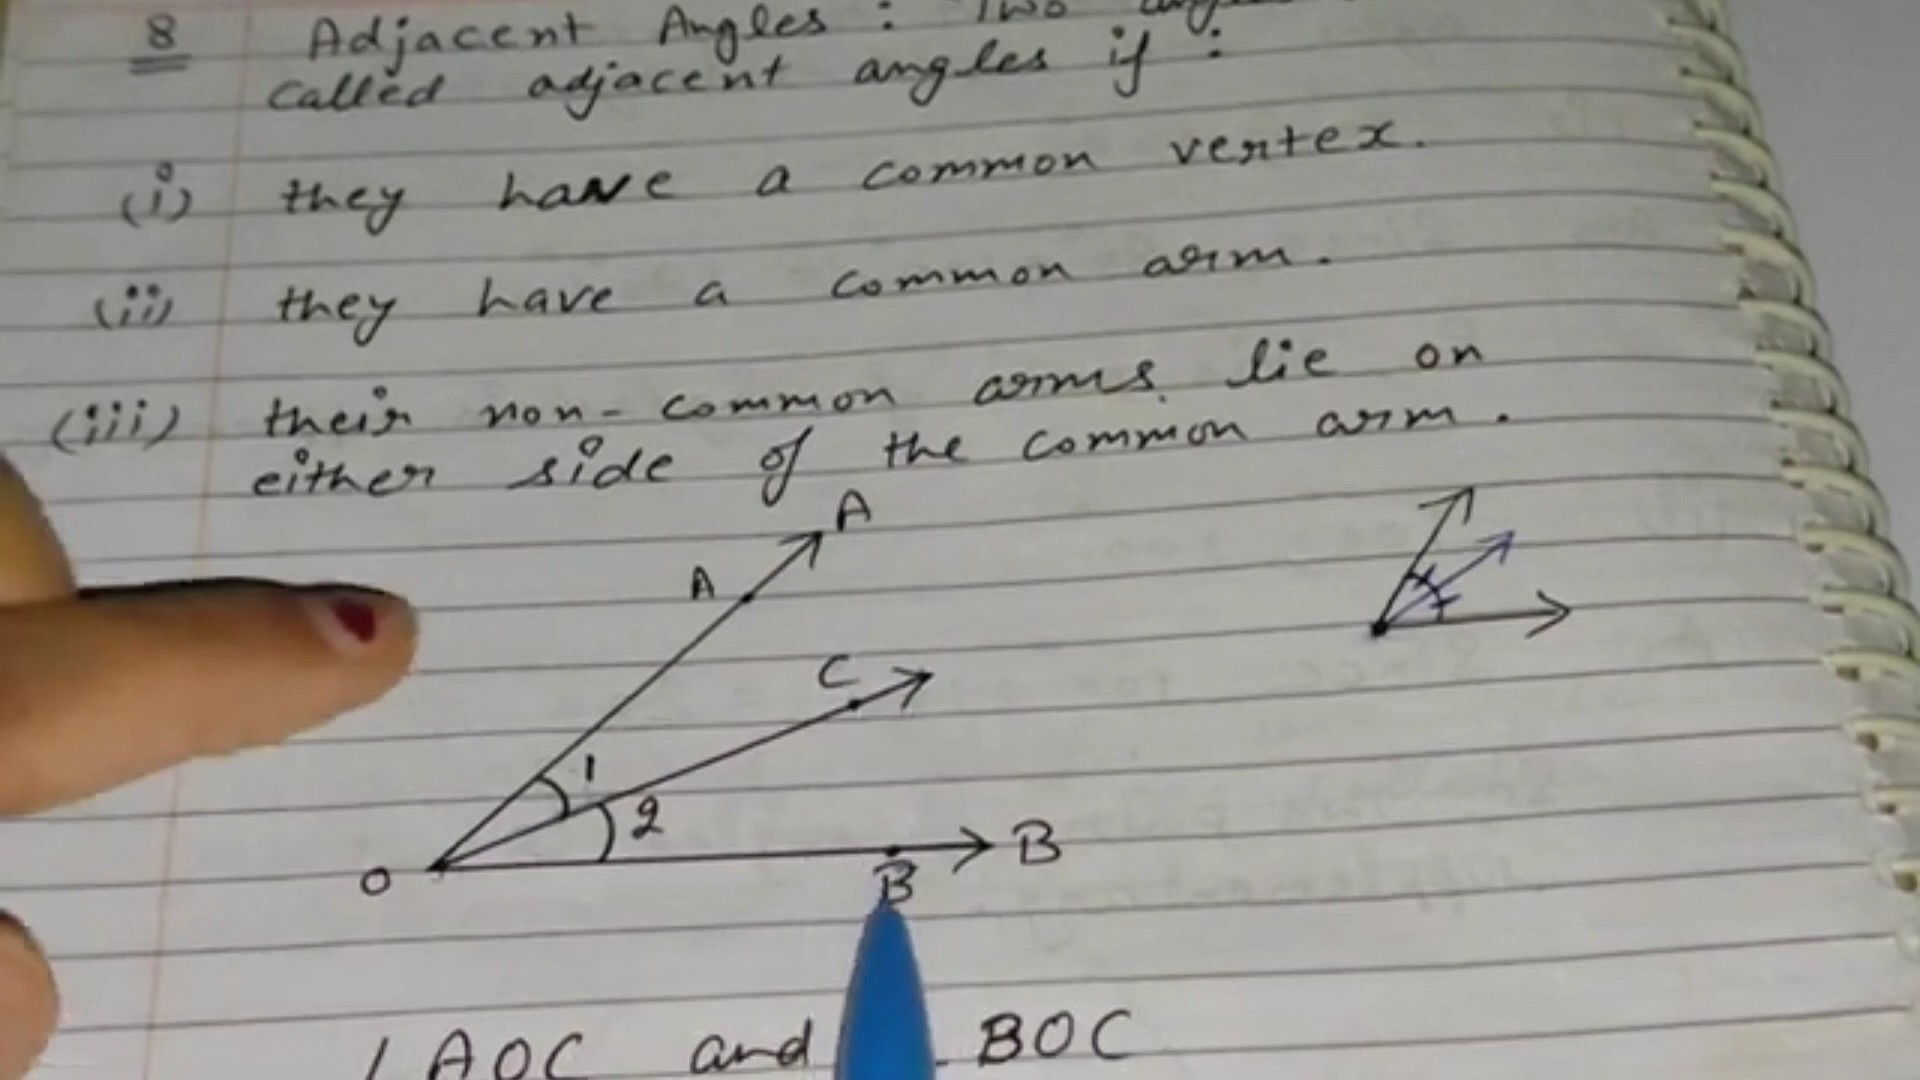 8 Adjacent Angles : Two
called adjacent angles if :
(i) they have a common vertex.
(ii) they have a common arm.
(iii) their non-common arms lie on
either side of the common arm.
A
A
C
1
2
O
B
B
∠AOC and BOC